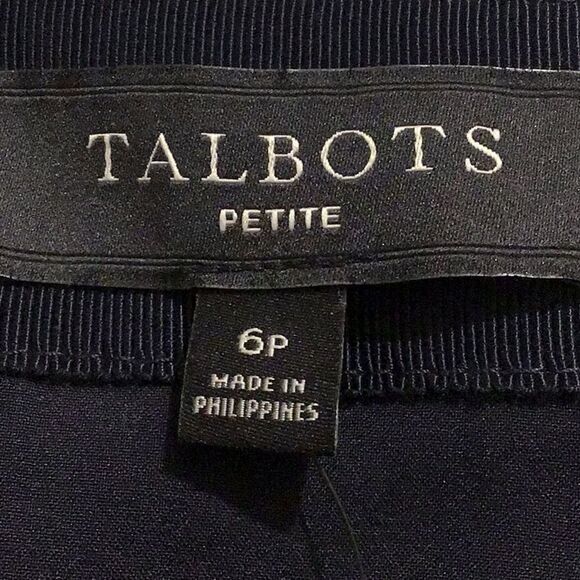 TALBOTS
PETITE
6P
MADE IN
PHILIPPINES